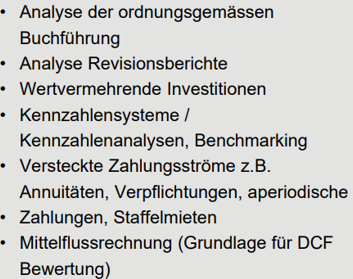 • Analyse der ordnungsgemässen
Buchführung
• Analyse Revisionsberichte
• Wertvermehrende Investitionen
• Kennzahlensysteme /
Kennzahlenanalysen, Benchmarking
• Versteckte Zahlungsströme z.B.
Annuitäten, Verpflichtungen, aperiodische
• Zahlungen, Staffelmieten
• Mittelflussrechnung (Grundlage für DCF
Bewertung)